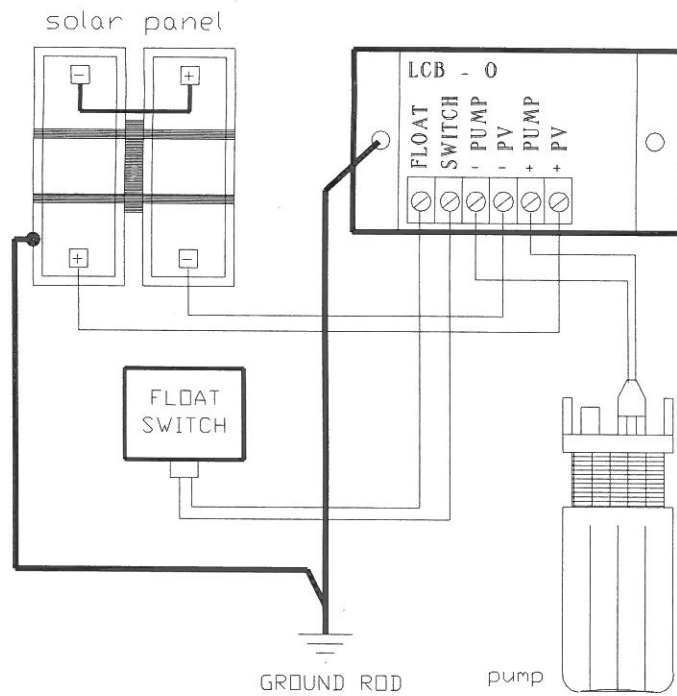 solar panel
LCB - O
FLOAT
SWITCH
- PUMP
- PV
+ PUMP
+ PV
-
+
+
-
FLOAT
SWITCH
GROUND ROD
pump